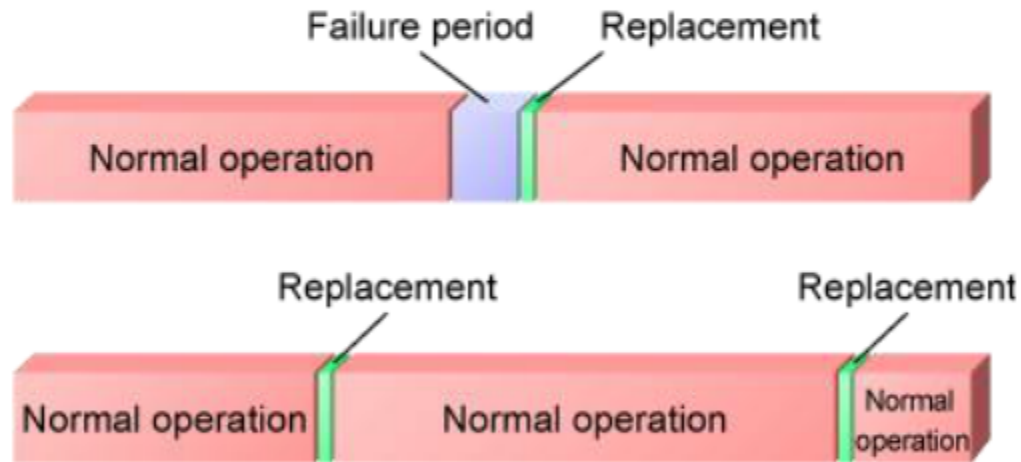 Failure period
Replacement
Normal operation
Normal operation
Replacement
Replacement
Normal operation
Normal operation
Normal
operation